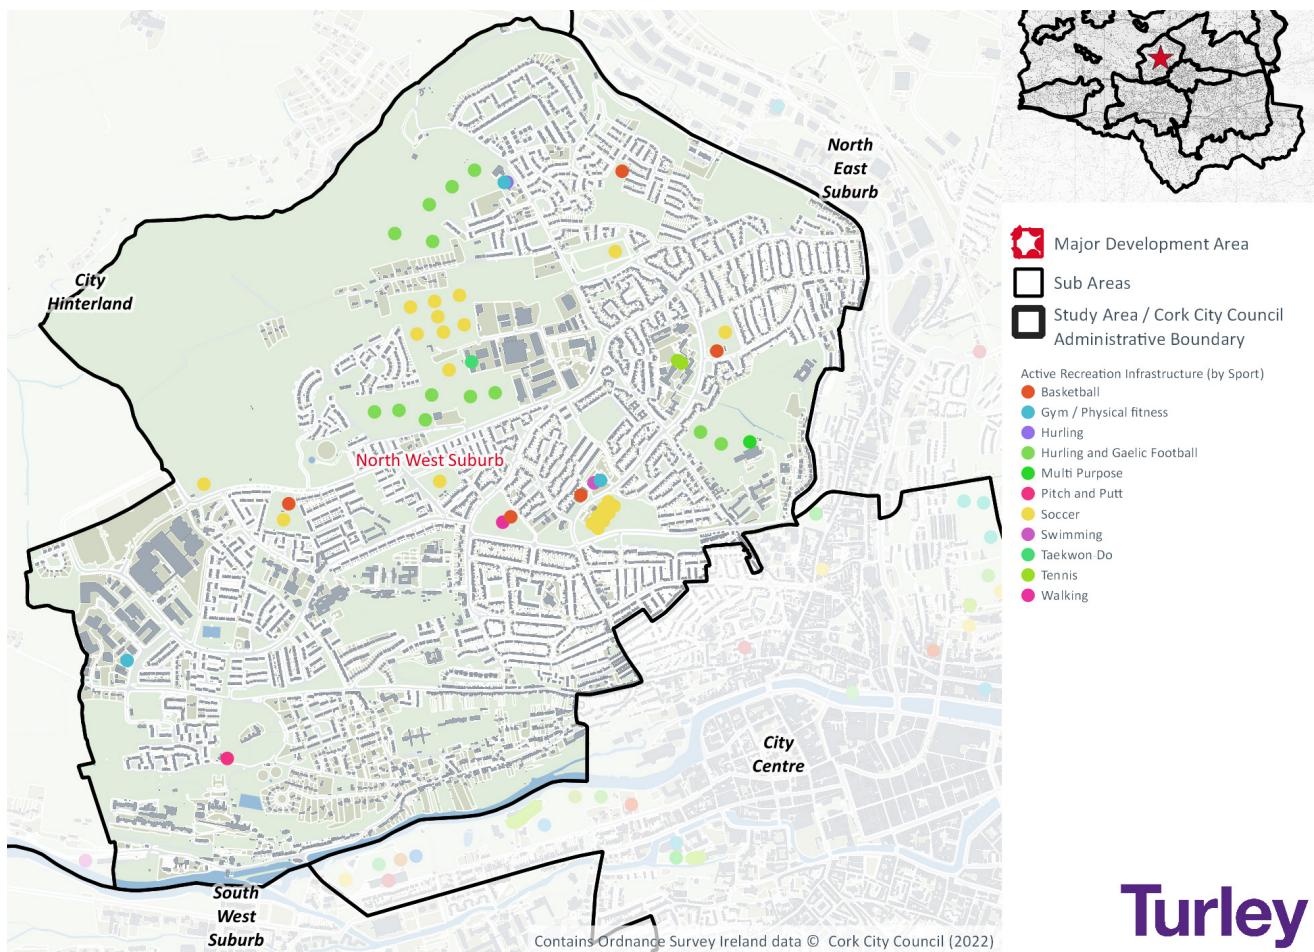 North
East
Suburb
City
Hinterland
North West Suburb
City
Centre
South
West
Suburb
Contains Ordnance Survey Ireland data © Cork City Council (2022)
Major Development Area
Sub Areas
Study Area / Cork City Council
Administrative Boundary
Active Recreation Infrastructure (by Sport)
Basketball
Gym / Physical fitness
Hurling
Hurling and Gaelic Football
Multi Purpose
Pitch and Putt
Soccer
Swimming
Taekwon-Do
Tennis
Walking
Turley